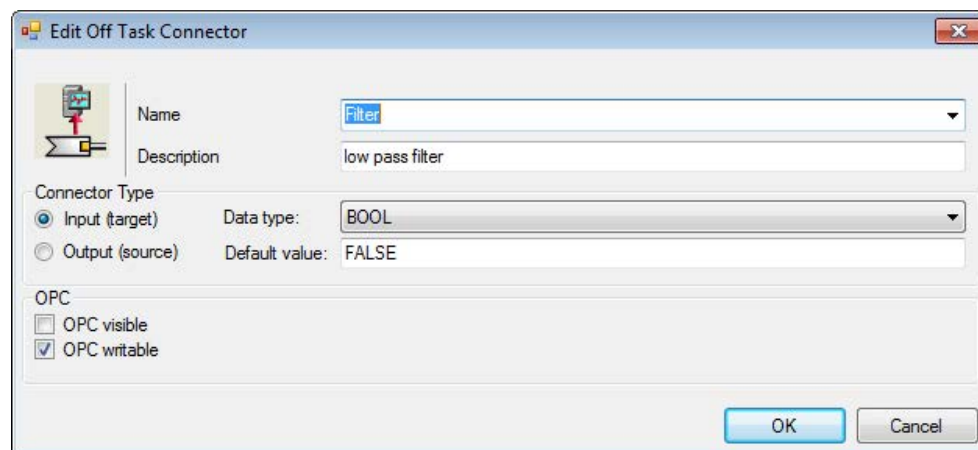 Edit Off Task Connector
Name Filter
Description low pass filter
Connector Type
Input (target) Data type: BOOL
Output (source) Default value: FALSE
OPC
OPC visible
OPC writable
OK Cancel